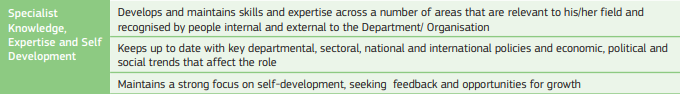 Specialist
Knowledge,
Expertise and Self
Development
Develops and maintains skills and expertise across a number of areas that are relevant to his/her field and
recognised by people internal and external to the Department/ Organisation
Keeps up to date with key departmental, sectoral, national and international policies and economic, political and
social trends that affect the role
Maintains a strong focus on self-development, seeking  feedback and opportunities for growth